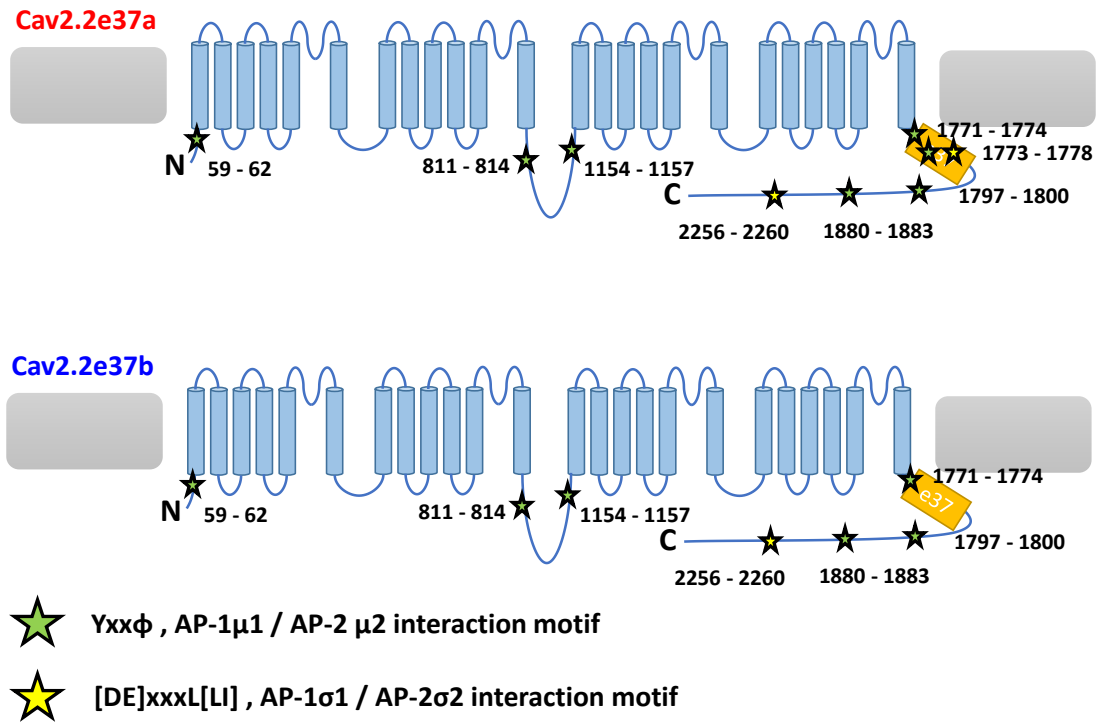 Cav2.2e37a
N
59 - 62
811 - 814
1154 - 1157
1771 - 1774
1773 - 1778
1797 - 1800
C
2256 - 2260
1880 - 1883
Cav2.2e37b
N
59 - 62
811 - 814
1154 - 1157
1771 - 1774
e37
1797 - 1800
C
2256 - 2260
1880 - 1883
Yxxϕ , AP-1μ1 / AP-2 μ2 interaction motif
[DE]xxxL[LI] , AP-1σ1 / AP-2σ2 interaction motif